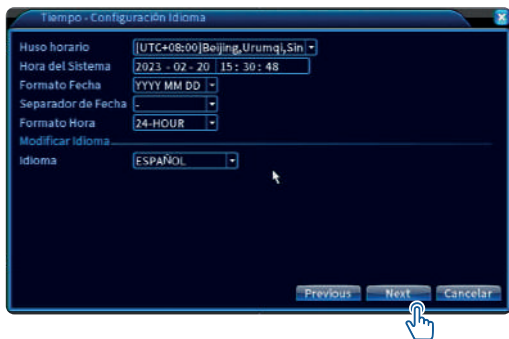 Tiempo - Configuración Idioma
Huso horario [UTC+08:00]Beijing,Urumqi,Sin
Hora del Sistema 2023 - 02 - 20 15 : 30 : 48
Formato Fecha YYYY MM DD
Separador de Fecha -
Formato Hora 24-HOUR
Modificar Idioma
Idioma ESPAÑOL
Previous Next Cancelar